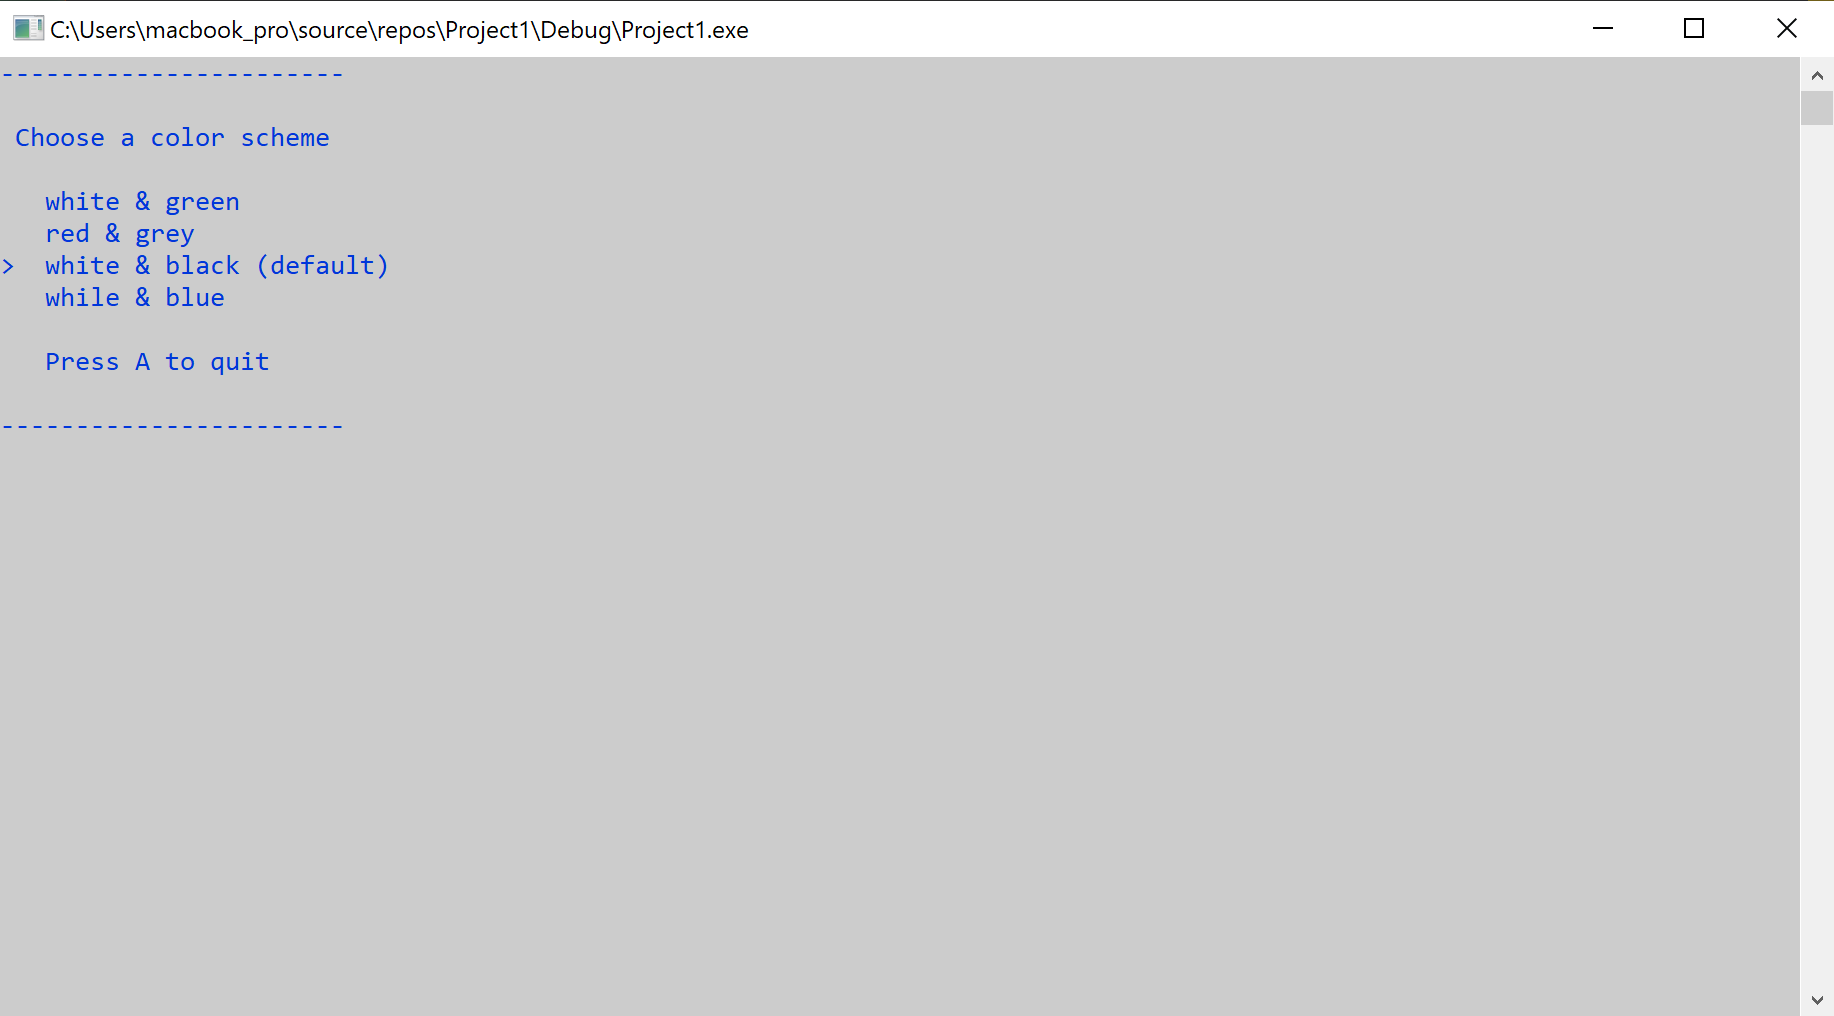 C:\Users\macbook_pro\source\repos\Project1\Debug\Project1.exe
-----------------------
Choose a color scheme
white & green
red & grey
> white & black (default)
while & blue
Press A to quit
-----------------------